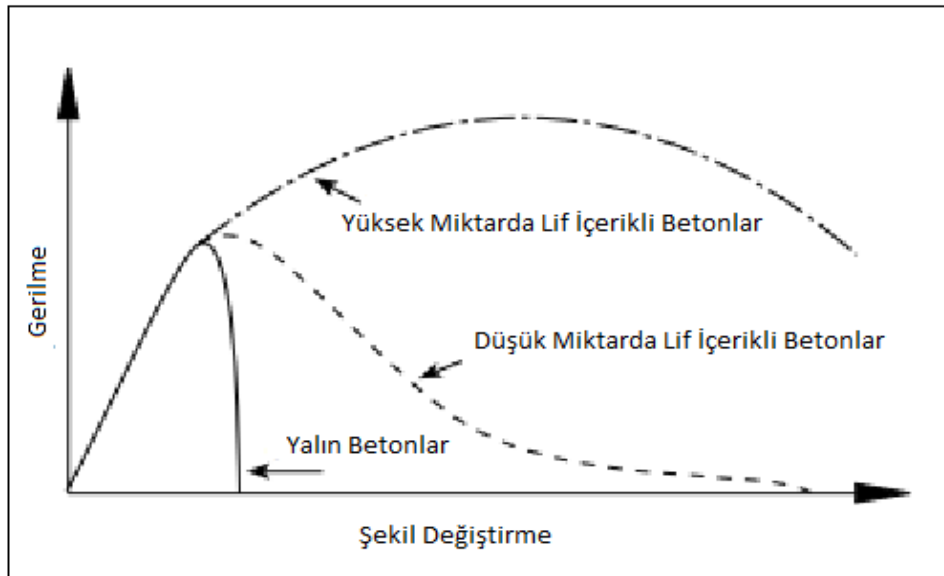 Yüksek Miktarda Lif İçerikli Betonlar
Gerilme
Düşük Miktarda Lif İçerikli Betonlar
Yalın Betonlar
Şekil Değiştirme